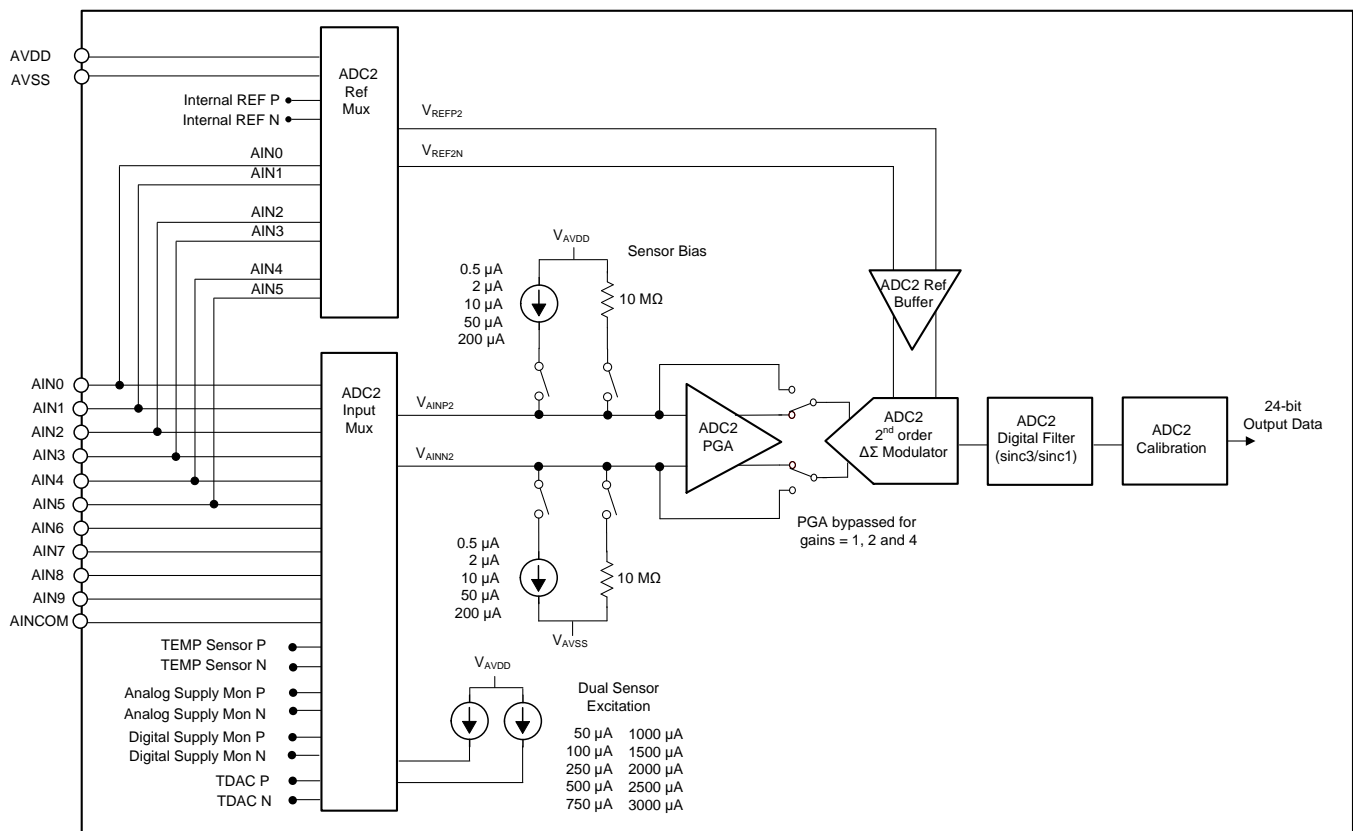 AVDD
AVSS
ADC2
Ref
Mux
Internal REF P
Internal REF N
VREFP2
VREF2N
AIN0
AIN1
AIN2
AIN3
AIN4
AIN5
VAVDD
Sensor Bias
0.5 µA
2 µA
10 µA
50 µA
200 µA
10 MΩ
ADC2 Ref
Buffer
AIN0
AIN1
AIN2
AIN3
AIN4
AIN5
AIN6
AIN7
AIN8
AIN9
AINCOM
ADC2
Input
Mux
VAINP2
VAINN2
ADC2
PGA
ADC2
2nd order
ΔΣ Modulator
ADC2
Digital Filter
(sinc3/sinc1)
ADC2
Calibration
24-bit
Output Data
PGA bypassed for
gains = 1, 2 and 4
0.5 µA
2 µA
10 µA
50 µA
200 µA
10 MΩ
VAVSS
TEMP Sensor P
TEMP Sensor N
Analog Supply Mon P
Analog Supply Mon N
Digital Supply Mon P
Digital Supply Mon N
TDAC P
TDAC N
VAVDD
Dual Sensor
Excitation
50 µA 1000 µA
100 µA 1500 µA
250 µA 2000 µA
500 µA 2500 µA
750 µA 3000 µA